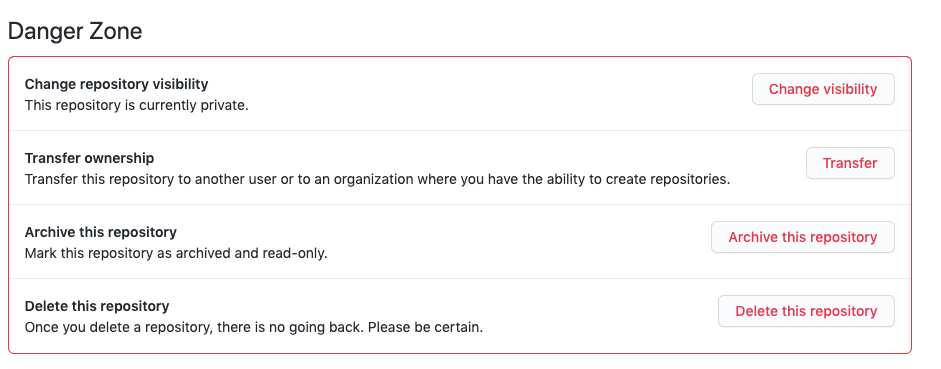 Danger Zone
Change repository visibility
This repository is currently private.
Change visibility
Transfer ownership
Transfer this repository to another user or to an organization where you have the ability to create repositories.
Transfer
Archive this repository
Mark this repository as archived and read-only.
Archive this repository
Delete this repository
Once you delete a repository, there is no going back. Please be certain.
Delete this repository